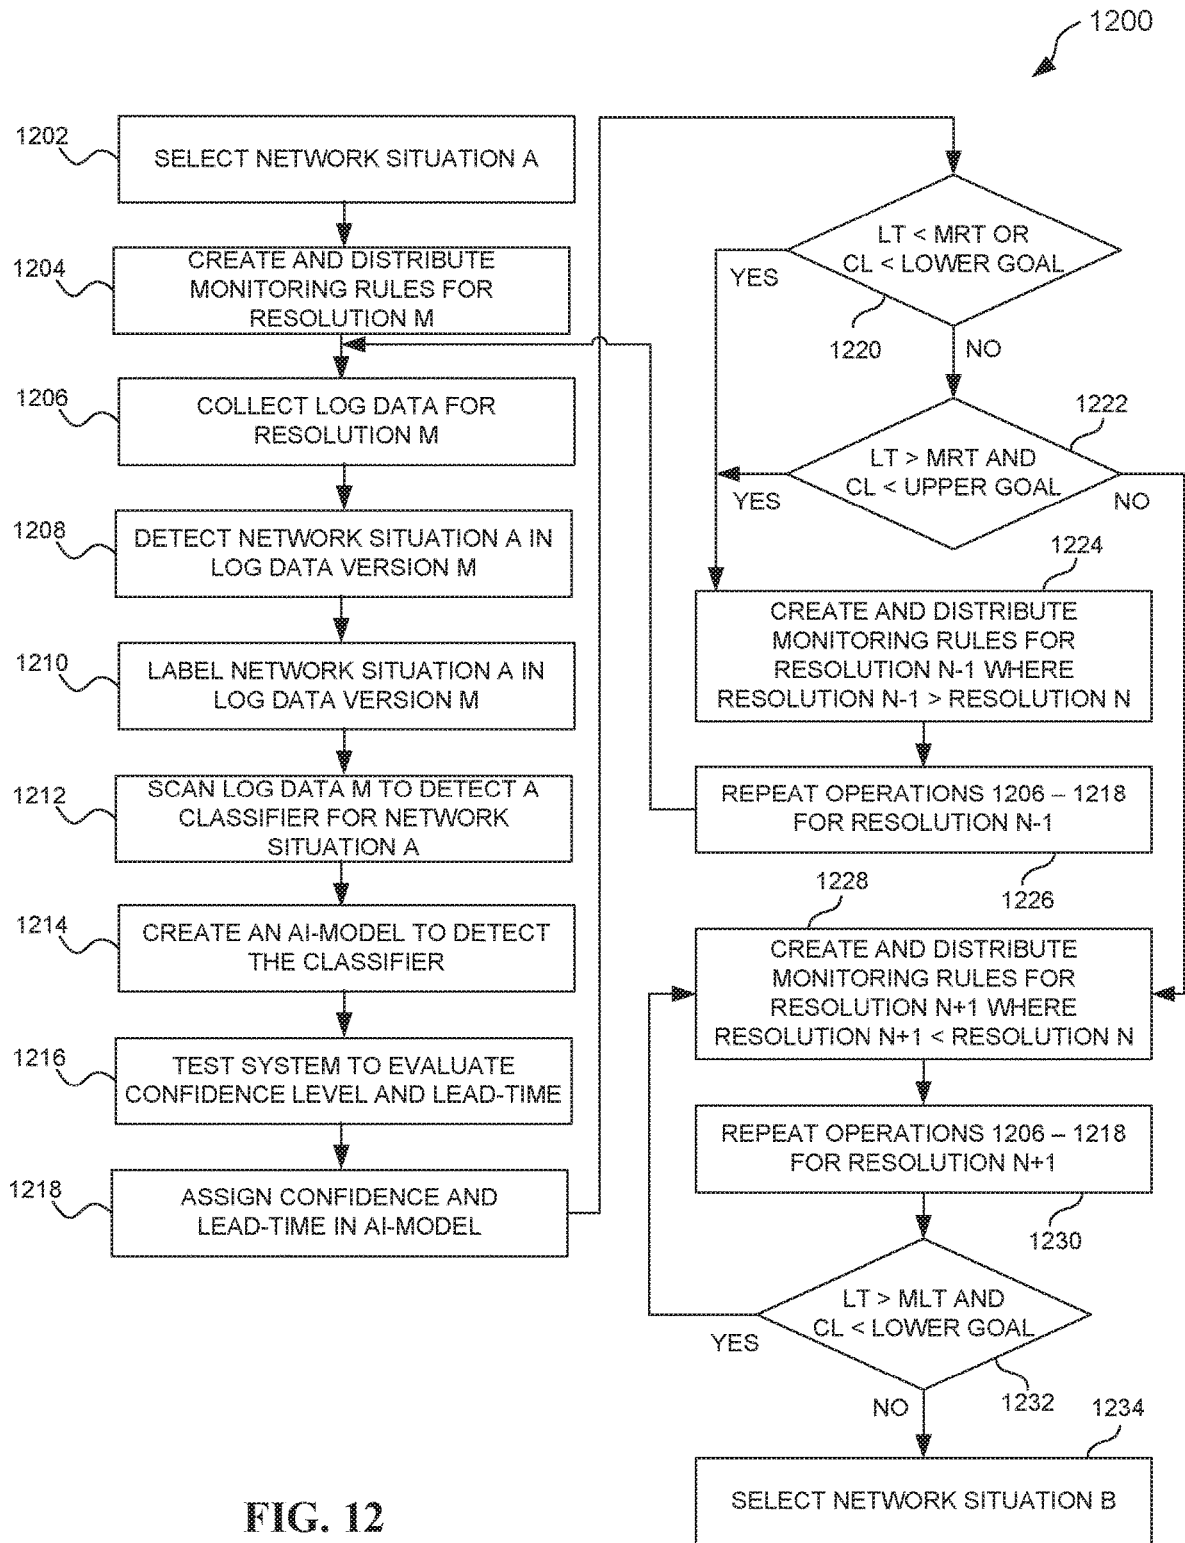 1200
1202
SELECT NETWORK SITUATION A
1204
CREATE AND DISTRIBUTE
MONITORING RULES FOR
RESOLUTION M
1206
COLLECT LOG DATA FOR
RESOLUTION M
1208
DETECT NETWORK SITUATION A IN
LOG DATA VERSION M
1210
LABEL NETWORK SITUATION A IN
LOG DATA VERSION M
1212
SCAN LOG DATA M TO DETECT A
CLASSIFIER FOR NETWORK
SITUATION A
1214
CREATE AN AI-MODEL TO DETECT
THE CLASSIFIER
1216
TEST SYSTEM TO EVALUATE
CONFIDENCE LEVEL AND LEAD-TIME
1218
ASSIGN CONFIDENCE AND
LEAD-TIME IN AI-MODEL
LT < MRT OR
CL < LOWER GOAL
YES
1220
NO
1222
LT > MRT AND
CL < UPPER GOAL
YES
NO
1224
CREATE AND DISTRIBUTE
MONITORING RULES FOR
RESOLUTION N-1 WHERE
RESOLUTION N-1 > RESOLUTION N
REPEAT OPERATIONS 1206 – 1218
FOR RESOLUTION N-1
1226
1228
CREATE AND DISTRIBUTE
MONITORING RULES FOR
RESOLUTION N+1 WHERE
RESOLUTION N+1 < RESOLUTION N
REPEAT OPERATIONS 1206 – 1218
FOR RESOLUTION N+1
1230
LT > MLT AND
CL < LOWER GOAL
YES
1232
NO
1234
SELECT NETWORK SITUATION B
FIG. 12